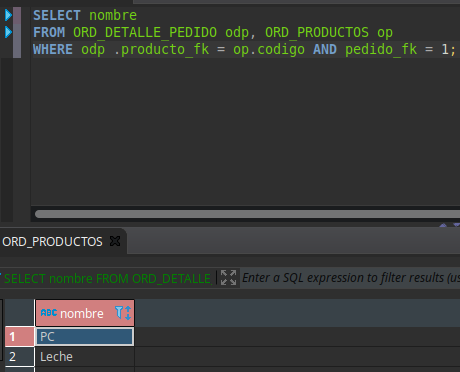 SELECT nombre
FROM ORD_DETALLE_PEDIDO odp, ORD_PRODUCTOS op
WHERE odp .producto_fk = op.codigo AND pedido_fk = 1;
ORD_PRODUCTOS
SELECT nombre FROM ORD_DETALLE Enter a SQL expression to filter results (us
ABC nombre
1 PC
2 Leche